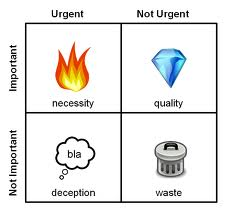 Urgent Not Urgent
Important
necessity quality
Not Important
bla
deception waste